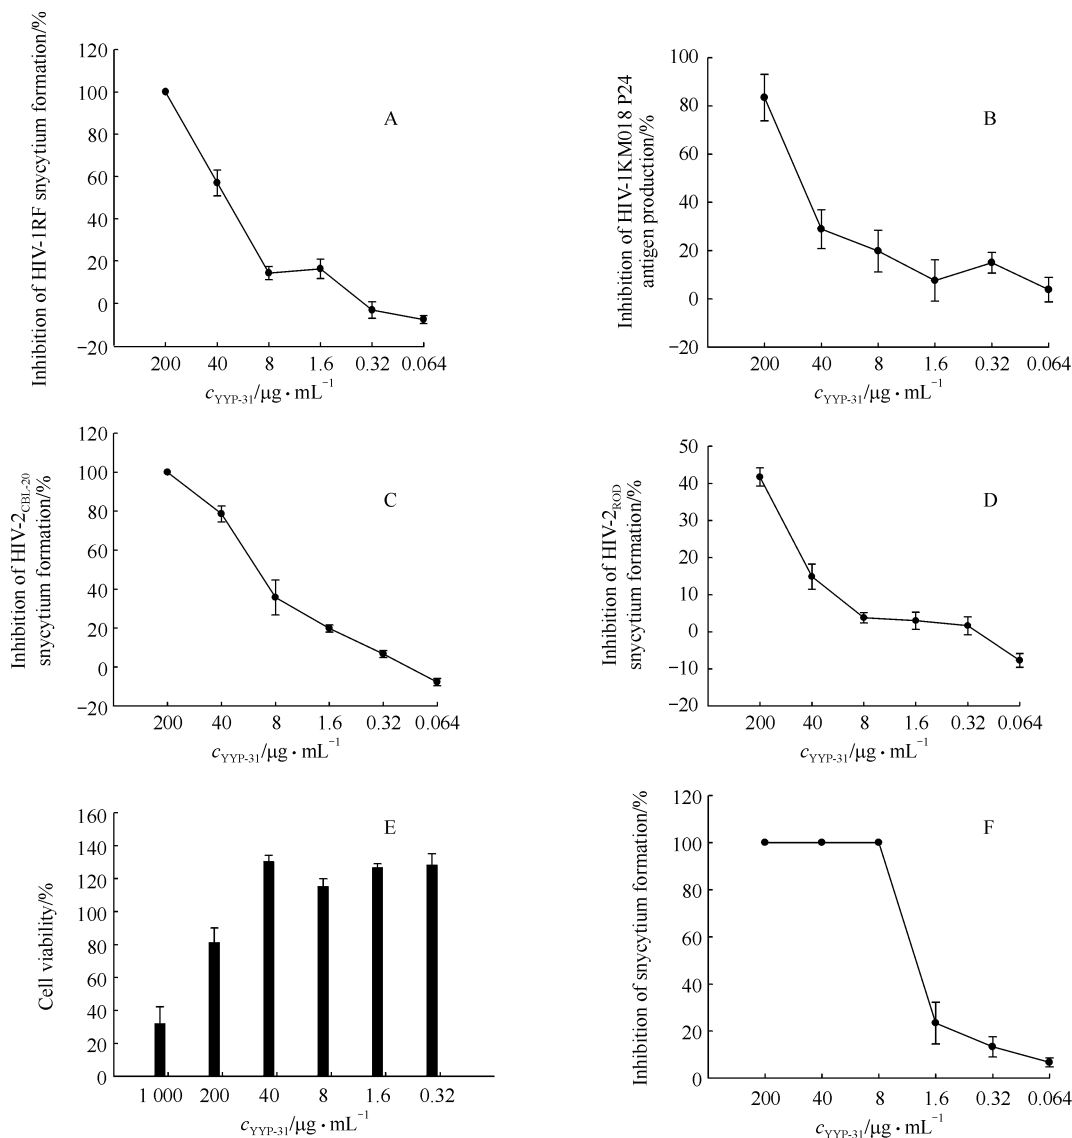 Inhibition of HIV-1RF snycytium formation/%
120
100
80
60
40
20
0
−20
A
200 40 8 1.6 0.32 0.064
cYYP-31/μg·mL−1
Inhibition of HIV-1KM018 P24
antigen production/%
100
80
60
40
20
0
−20
B
200 40 8 1.6 0.32 0.064
cYYP-31/μg·mL−1
Inhibition of HIV-2CBL-20
snycytium formation/%
120
100
80
60
40
20
0
−20
C
200 40 8 1.6 0.32 0.064
cYYP-31/μg·mL−1
Inhibition of HIV-2ROD
snycytium formation/%
50
40
30
20
10
0
−10
−20
D
200 40 8 1.6 0.32 0.064
cYYP-31/μg·mL−1
Cell viability/%
160
140
120
100
80
60
40
20
0
E
1 000 200 40 8 1.6 0.32
cYYP-31/μg·mL−1
Inhibition of snycytium formation/%
120
100
80
60
40
20
0
F
200 40 8 1.6 0.32 0.064
cYYP-31/μg·mL−1